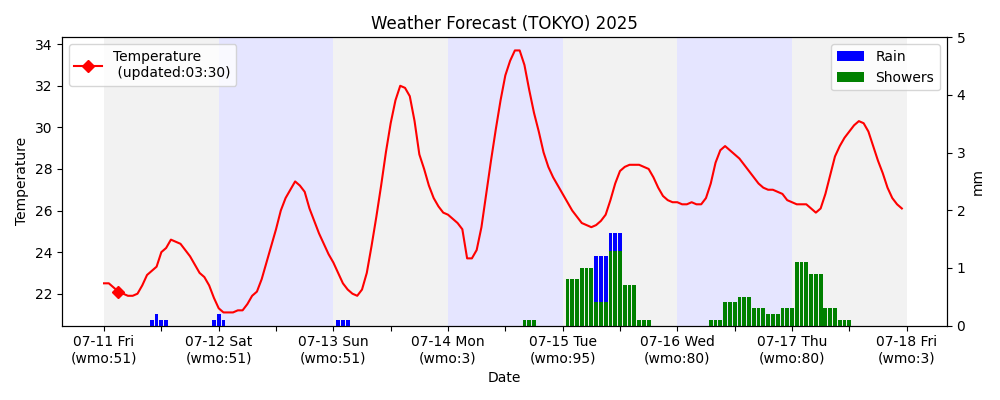 Weather Forecast (TOKYO) 2025
Temperature
(updated:03:30)
Rain
Showers
34
32
30
28
26
24
22
Temperature
5
4
3
2
1
0
mm
07-11 Fri
(wmo:51)
07-12 Sat
(wmo:51)
07-13 Sun
(wmo:51)
07-14 Mon
(wmo:3)
07-15 Tue
(wmo:95)
07-16 Wed
(wmo:80)
07-17 Thu
(wmo:80)
07-18 Fri
(wmo:3)
Date